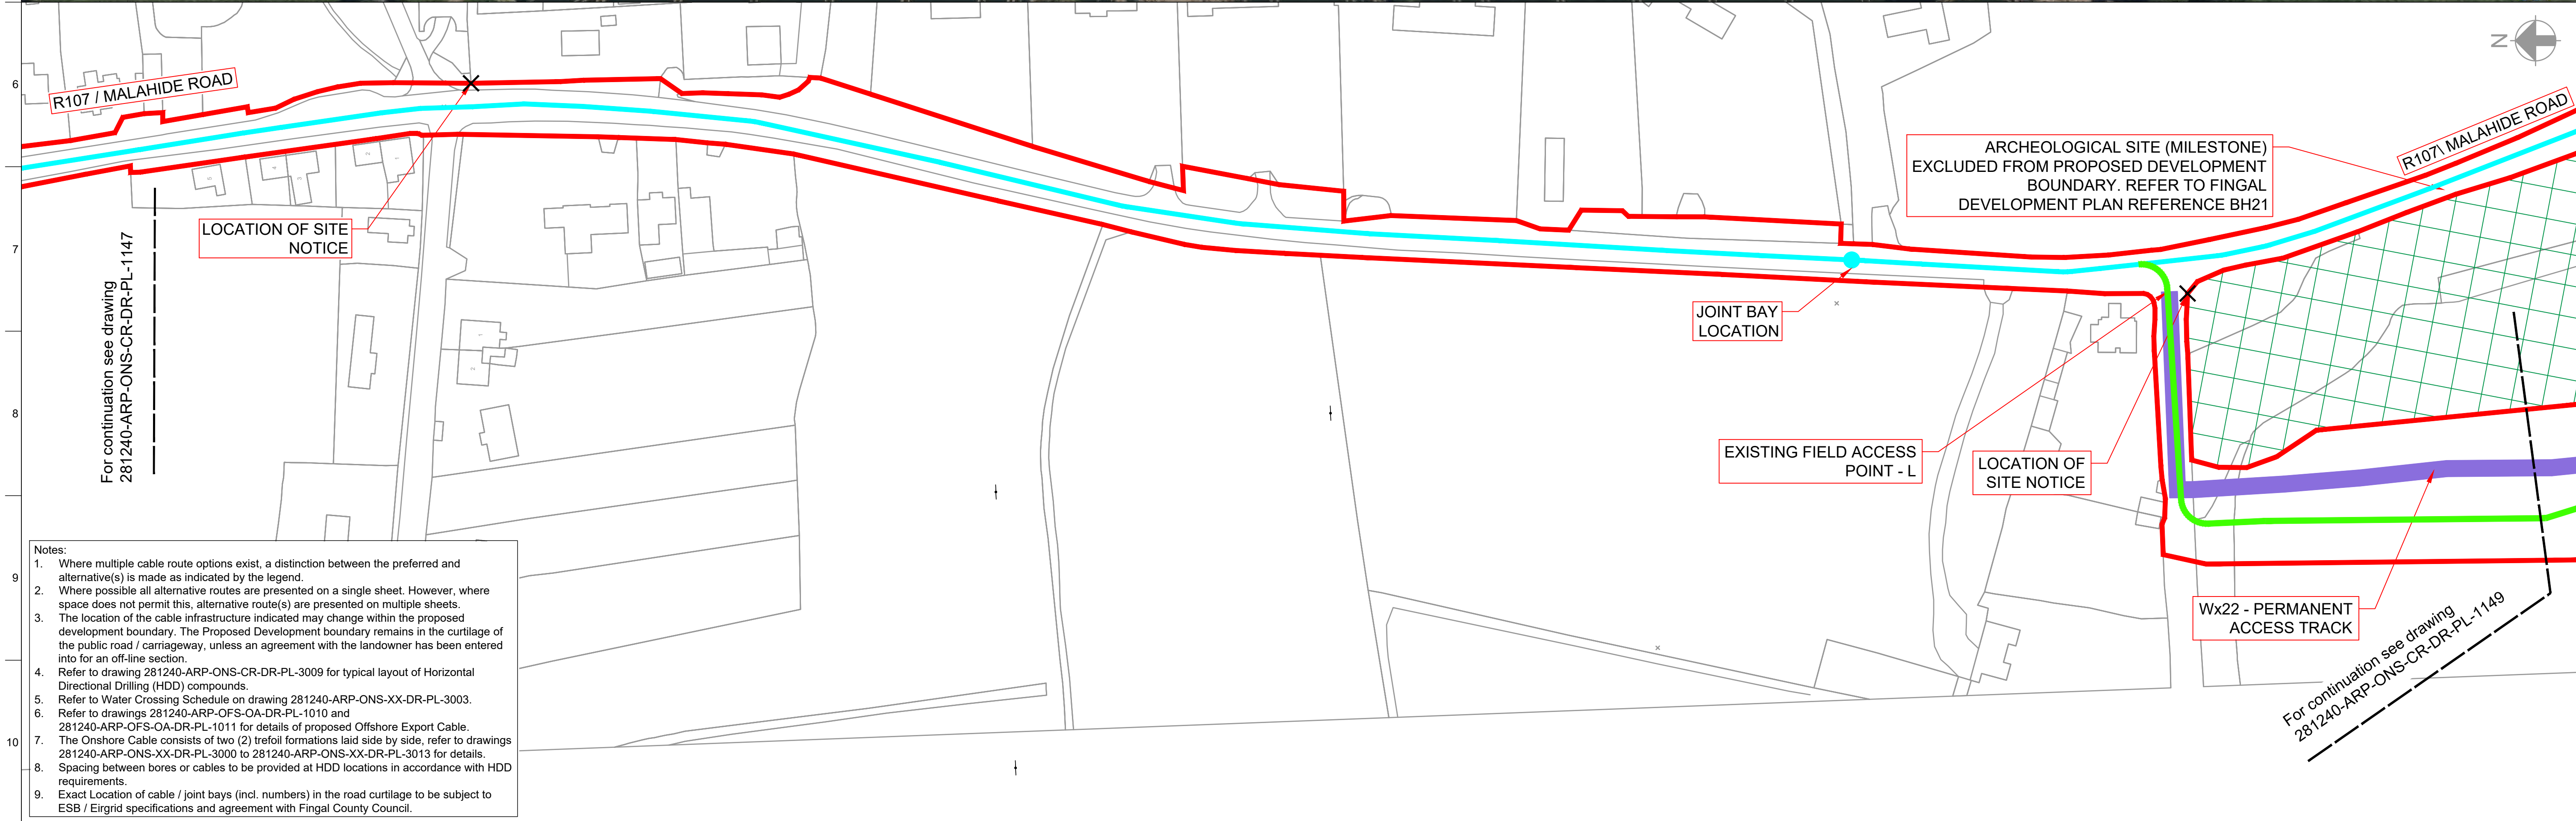 6
7
8
9
10
R107 / MALAHIDE ROAD
LOCATION OF SITE
NOTICE
For continuation see drawing
281240-ARP-ONS-CR-DR-PL-1147
N
R107\ MALAHIDE ROAD
ARCHEOLOGICAL SITE (MILESTONE)
EXCLUDED FROM PROPOSED DEVELOPMENT
BOUNDARY. REFER TO FINGAL
DEVELOPMENT PLAN REFERENCE BH21
JOINT BAY
LOCATION
EXISTING FIELD ACCESS
POINT - L
LOCATION OF
SITE NOTICE
Wx22 - PERMANENT
ACCESS TRACK
For continuation see drawing
281240-ARP-ONS-CR-DR-PL-1149
Notes:
1. Where multiple cable route options exist, a distinction between the preferred and
alternative(s) is made as indicated by the legend.
2. Where possible all alternative routes are presented on a single sheet. However, where
space does not permit this, alternative route(s) are presented on multiple sheets.
3. The location of the cable infrastructure indicated may change within the proposed
development boundary. The Proposed Development boundary remains in the curtilage of
the public road / carriageway, unless an agreement with the landowner has been entered
into for an off-line section.
4. Refer to drawing 281240-ARP-ONS-CR-DR-PL-3009 for typical layout of Horizontal
Directional Drilling (HDD) compounds.
5. Refer to Water Crossing Schedule on drawing 281240-ARP-ONS-XX-DR-PL-3003.
6. Refer to drawings 281240-ARP-OFS-OA-DR-PL-1010 and
281240-ARP-OFS-OA-DR-PL-1011 for details of proposed Offshore Export Cable.
7. The Onshore Cable consists of two (2) trefoil formations laid side by side, refer to drawings
281240-ARP-ONS-XX-DR-PL-3000 to 281240-ARP-ONS-XX-DR-PL-3013 for details.
8. Spacing between bores or cables to be provided at HDD locations in accordance with HDD
requirements.
9. Exact Location of cable / joint bays (incl. numbers) in the road curtilage to be subject to
ESB / Eirgrid specifications and agreement with Fingal County Council.